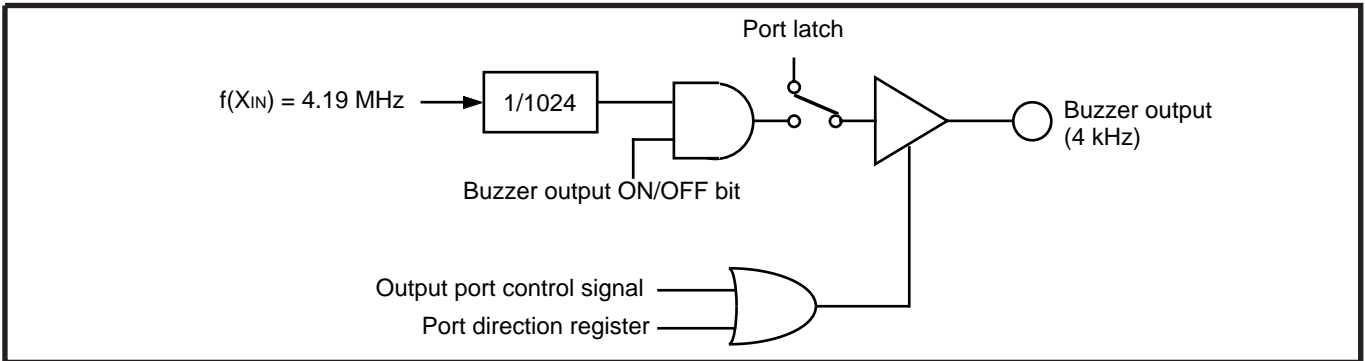 Port latch
f(XIN) = 4.19 MHz
1/1024
Buzzer output
(4 kHz)
Buzzer output ON/OFF bit
Output port control signal
Port direction register